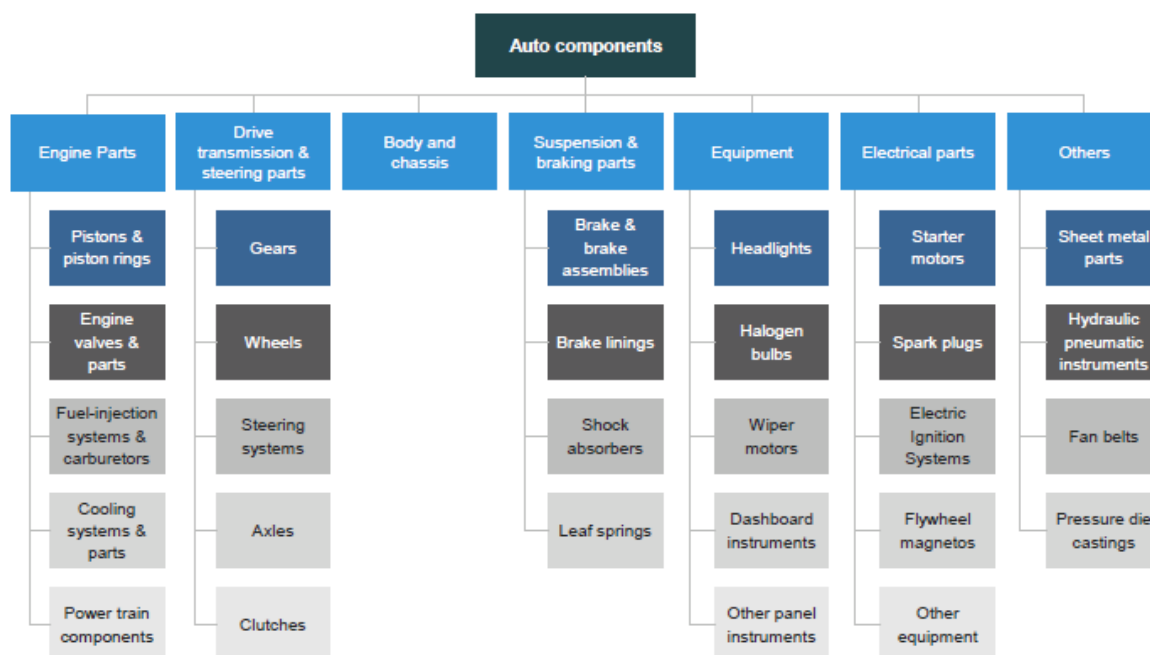 Auto components
Engine Parts
Drive
transmission &
steering parts
Body and
chassis
Suspension &
braking parts
Equipment
Electrical parts
Others
Pistons &
piston rings
Gears
Brake &
brake
assemblies
Headlights
Starter
motors
Sheet metal
parts
Engine
valves &
parts
Wheels
Brake linings
Halogen
bulbs
Spark plugs
Hydraulic
pneumatic
instruments
Fuel-injection
systems &
carburetors
Steering
systems
Shock
absorbers
Wiper
motors
Electric
Ignition
Systems
Fan belts
Cooling
systems &
parts
Axles
Leaf springs
Dashboard
instruments
Flywheel
magnetos
Pressure die
castings
Power train
components
Clutches
Other panel
instruments
Other
equipment